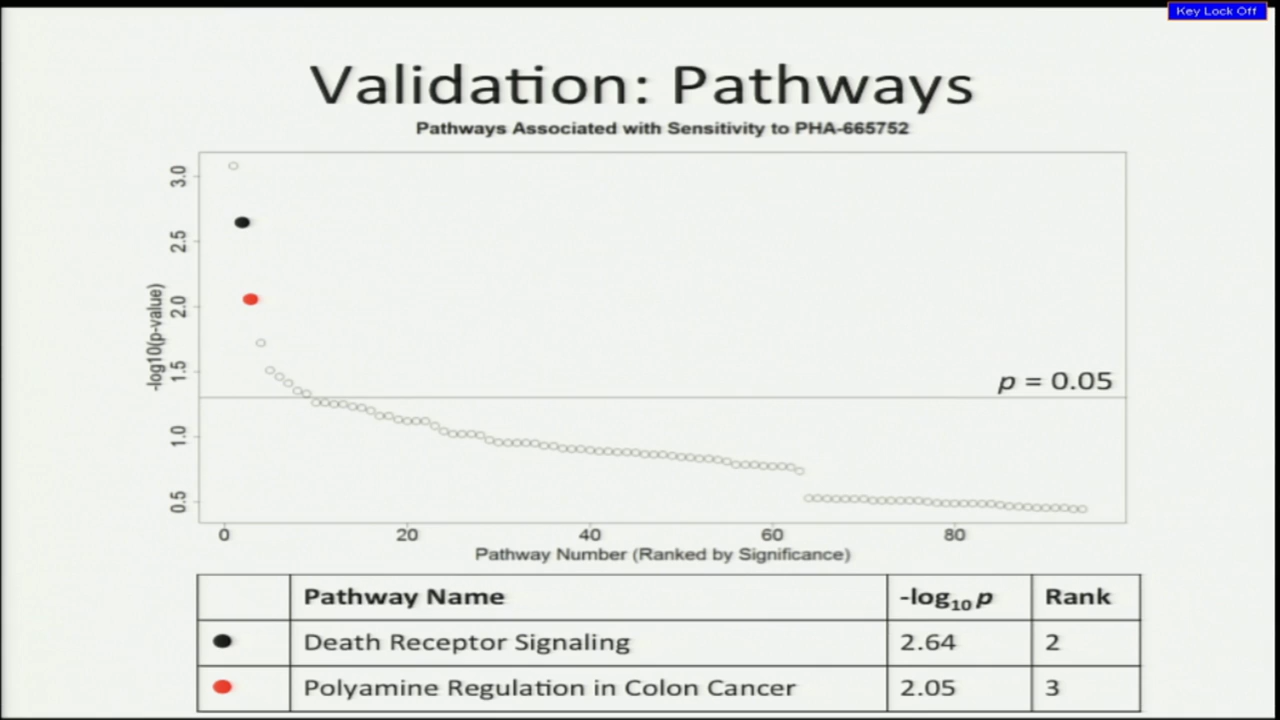 Key Lock Off
Validation: Pathways
Pathways Associated with Sensitivity to PHA-665752
3.0
2.5
2.0
1.5
1.0
0.5
-log10(p-value)
p = 0.05
0 20 40 60 80
Pathway Number (Ranked by Significance)
Pathway Name -log10 p Rank
Death Receptor Signaling 2.64 2
Polyamine Regulation in Colon Cancer 2.05 3